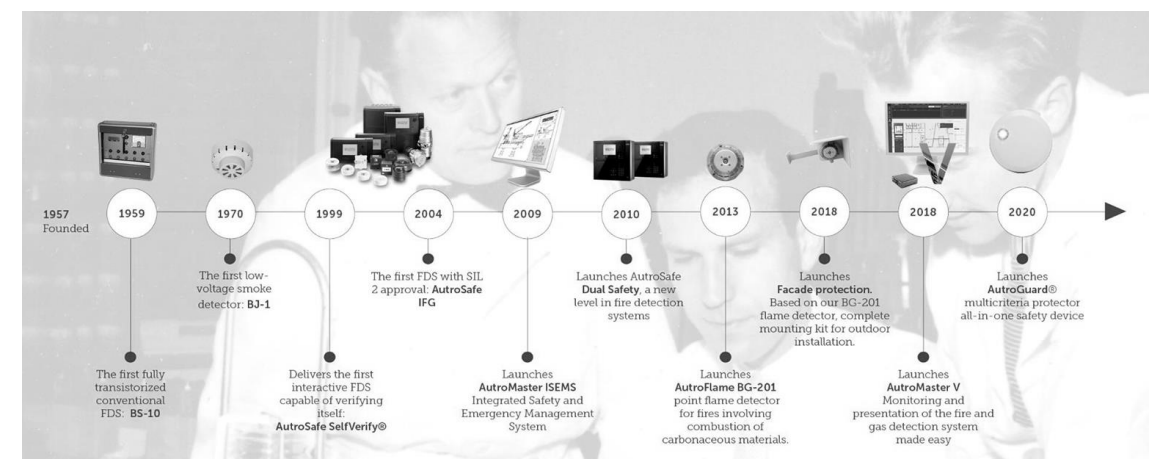 1957
Founded
1959
1970
1999
2004
2009
2010
2013
2018
2018
2020
The first fully
transistorized
conventional
FDS: BS-10
The first low-
voltage smoke
detector: BJ-1
Delivers the first
interactive FDS
capable of verifying
itself:
AutroSafe SelfVerify®
The first FDS with SIL
2 approval: AutroSafe
IFG
Launches
AutroMaster ISEMS
Integrated Safety and
Emergency Management
System
Launches AutroSafe
Dual Safety, a new
level in fire detection
systems
Launches
AutroFlame BG-201
point flame detector
for fires involving
combustion of
carbonaceous materials.
Launches
Facade protection.
Based on our BG-201
flame detector, complete
mounting kit for outdoor
installation.
Launches
AutroMaster V
Monitoring and
presentation of the fire and
gas detection system
made easy
Launches
AutroGuard®
multicriteria protector
all-in-one safety device